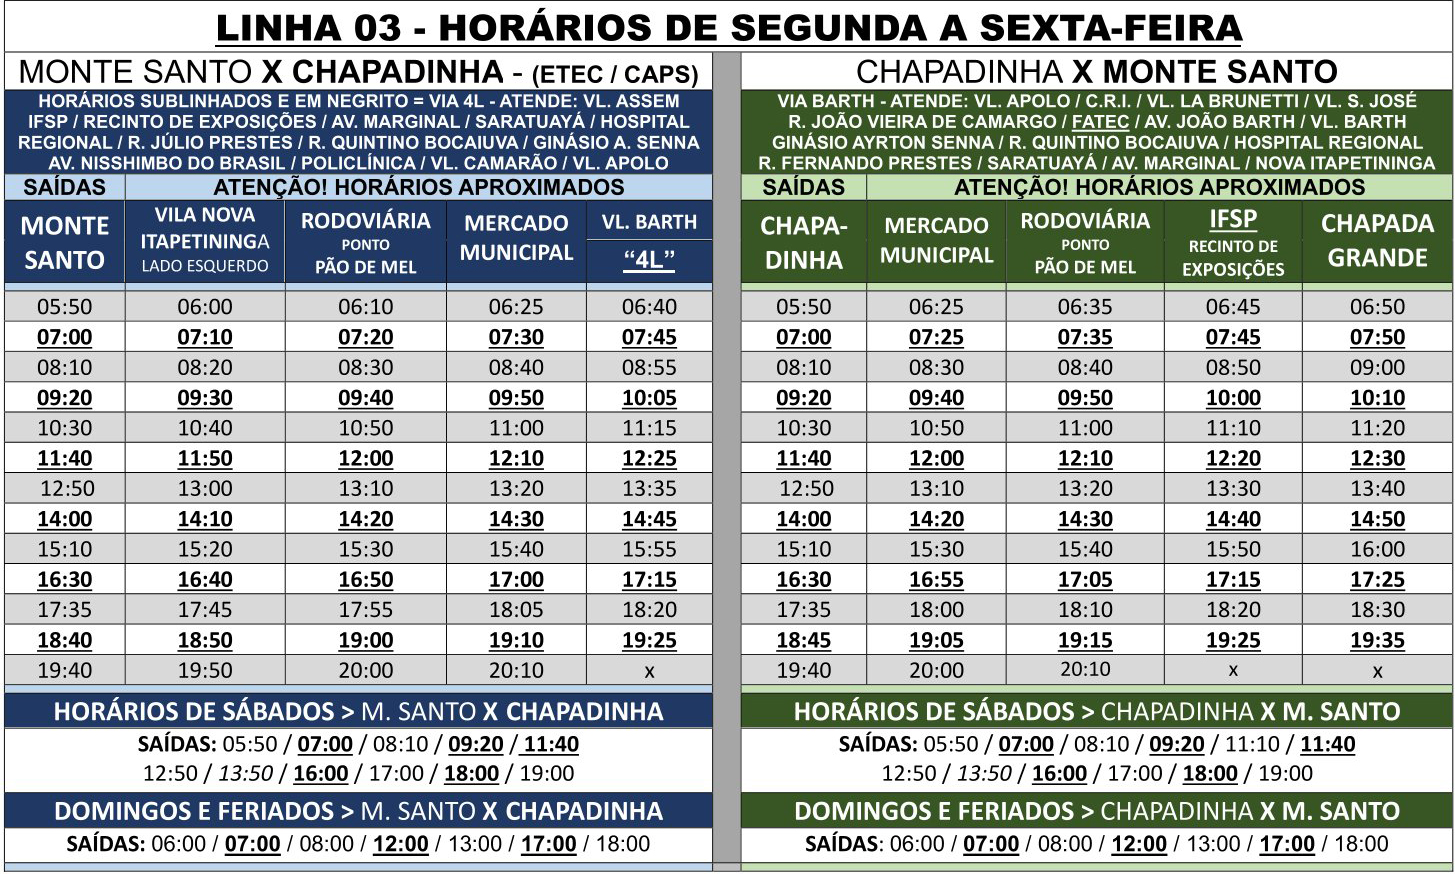 LINHA 03 - HORÁRIOS DE SEGUNDA A SEXTA-FEIRA
MONTE SANTO X CHAPADINHA - (ETEC / CAPS)
HORÁRIOS SUBLINHADOS E EM NEGRITO = VIA 4L - ATENDE: VL. ASSEM
IFSP / RECINTO DE EXPOSIÇÕES / AV. MARGINAL / SARATUAYÁ / HOSPITAL
REGIONAL / R. JÚLIO PRESTES / R. QUINTINO BOCAIUVA / GINÁSIO A. SENNA
AV. NISSHIMBO DO BRASIL / POLICLÍNICA / VL. CAMARÃO / VL. APOLO
SAÍDAS ATENÇÃO! HORÁRIOS APROXIMADOS
MONTE SANTO
VILA NOVA ITAPETININGA LADO ESQUERDO
RODOVIÁRIA PONTO PÃO DE MEL
MERCADO MUNICIPAL
VL. BARTH
“4L”
05:50 06:00 06:10 06:25 06:40
07:00 07:10 07:20 07:30 07:45
08:10 08:20 08:30 08:40 08:55
09:20 09:30 09:40 09:50 10:05
10:30 10:40 10:50 11:00 11:15
11:40 11:50 12:00 12:10 12:25
12:50 13:00 13:10 13:20 13:35
14:00 14:10 14:20 14:30 14:45
15:10 15:20 15:30 15:40 15:55
16:30 16:40 16:50 17:00 17:15
17:35 17:45 17:55 18:05 18:20
18:40 18:50 19:00 19:10 19:25
19:40 19:50 20:00 20:10 x
HORÁRIOS DE SÁBADOS > M. SANTO X CHAPADINHA
SAÍDAS: 05:50 / 07:00 / 08:10 / 09:20 / 11:40
12:50 / 13:50 / 16:00 / 17:00 / 18:00 / 19:00
DOMINGOS E FERIADOS > M. SANTO X CHAPADINHA
SAÍDAS: 06:00 / 07:00 / 08:00 / 12:00 / 13:00 / 17:00 / 18:00
CHAPADINHA X MONTE SANTO
VIA BARTH - ATENDE: VL. APOLO / C.R.I. / VL. LA BRUNETTI / VL. S. JOSÉ
R. JOÃO VIEIRA DE CAMARGO / FATEC / AV. JOÃO BARTH / VL. BARTH
GINÁSIO AYRTON SENNA / R. QUINTINO BOCAIUVA / HOSPITAL REGIONAL
R. FERNANDO PRESTES / SARATUAYÁ / AV. MARGINAL / NOVA ITAPETININGA
SAÍDAS ATENÇÃO! HORÁRIOS APROXIMADOS
CHAPA-
DINHA
MERCADO MUNICIPAL
RODOVIÁRIA PONTO PÃO DE MEL
IFSP RECINTO DE EXPOSIÇÕES
CHAPADA GRANDE
05:50 06:25 06:35 06:45 06:50
07:00 07:25 07:35 07:45 07:50
08:10 08:30 08:40 08:50 09:00
09:20 09:40 09:50 10:00 10:10
10:30 10:50 11:00 11:10 11:20
11:40 12:00 12:10 12:20 12:30
12:50 13:10 13:20 13:30 13:40
14:00 14:20 14:30 14:40 14:50
15:10 15:30 15:40 15:50 16:00
16:30 16:55 17:05 17:15 17:25
17:35 18:00 18:10 18:20 18:30
18:45 19:05 19:15 19:25 19:35
19:40 20:00 20:10 x x
HORÁRIOS DE SÁBADOS > CHAPADINHA X M. SANTO
SAÍDAS: 05:50 / 07:00 / 08:10 / 09:20 / 11:10 / 11:40
12:50 / 13:50 / 16:00 / 17:00 / 18:00 / 19:00
DOMINGOS E FERIADOS > CHAPADINHA X M. SANTO
SAÍDAS: 06:00 / 07:00 / 08:00 / 12:00 / 13:00 / 17:00 / 18:00